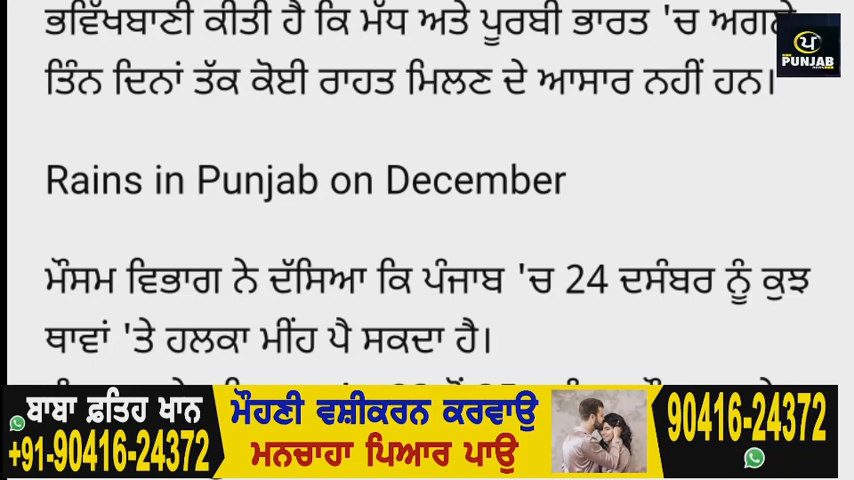 ਭਵਿੱਖਬਾਣੀ ਕੀਤੀ ਹੈ ਕਿ ਮੱਧ ਅਤੇ ਪੂਰਬੀ ਭਾਰਤ 'ਚ ਅਗਲੇ
ਤਿੰਨ ਦਿਨਾਂ ਤੱਕ ਕੋਈ ਰਾਹਤ ਮਿਲਣ ਦੇ ਆਸਾਰ ਨਹੀਂ ਹਨ।
PUNJAB
Rains in Punjab on December
ਮੌਸਮ ਵਿਭਾਗ ਨੇ ਦੱਸਿਆ ਕਿ ਪੰਜਾਬ 'ਚ 24 ਦਸੰਬਰ ਨੂੰ ਕੁਝ
ਥਾਵਾਂ 'ਤੇ ਹਲਕਾ ਮੀਂਹ ਪੈ ਸਕਦਾ ਹੈ।
ਬਾਬਾ ਫ਼ਤਿਹ ਖਾਨ
+91-90416-24372
ਮੌਹਣੀ ਵਸ਼ੀਕਰਨ ਕਰਵਾਉ
ਮਨਚਾਹਾ ਪਿਆਰ ਪਾਉ
90416-24372